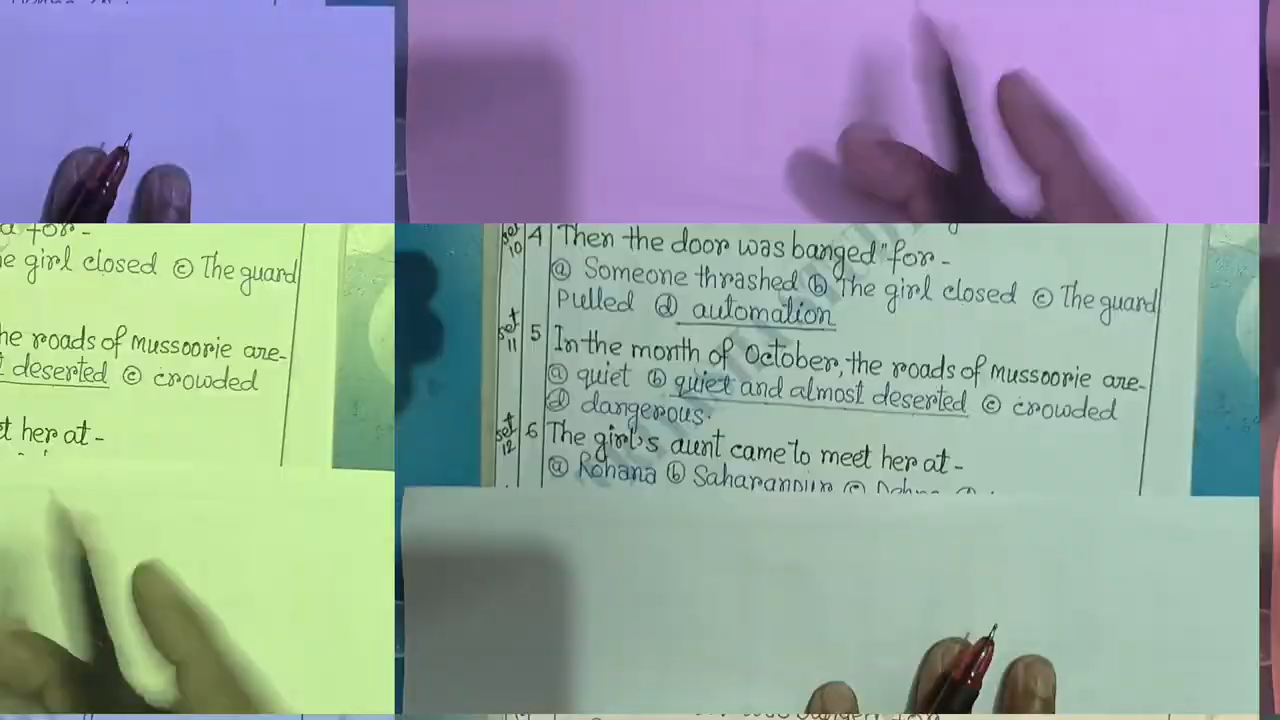 a for-
e girl closed ⓒ The guard
he roads of mussoorie are-
t deserted ⓒ crowded
t her at-
set 10 4 Then the door was banged" for-
ⓐ Someone thrashed ⓑ The girl closed ⓒ The guard
pulled ⓓ automation
set 11 5 In the month of October, the roads of mussoorie are-
ⓐ quiet ⓑ quiet and almost deserted ⓒ crowded
ⓓ dangerous.
set 12 6 The girl's aunt came to meet her at-
ⓐ Rohana ⓑ Saharanpur ⓒ